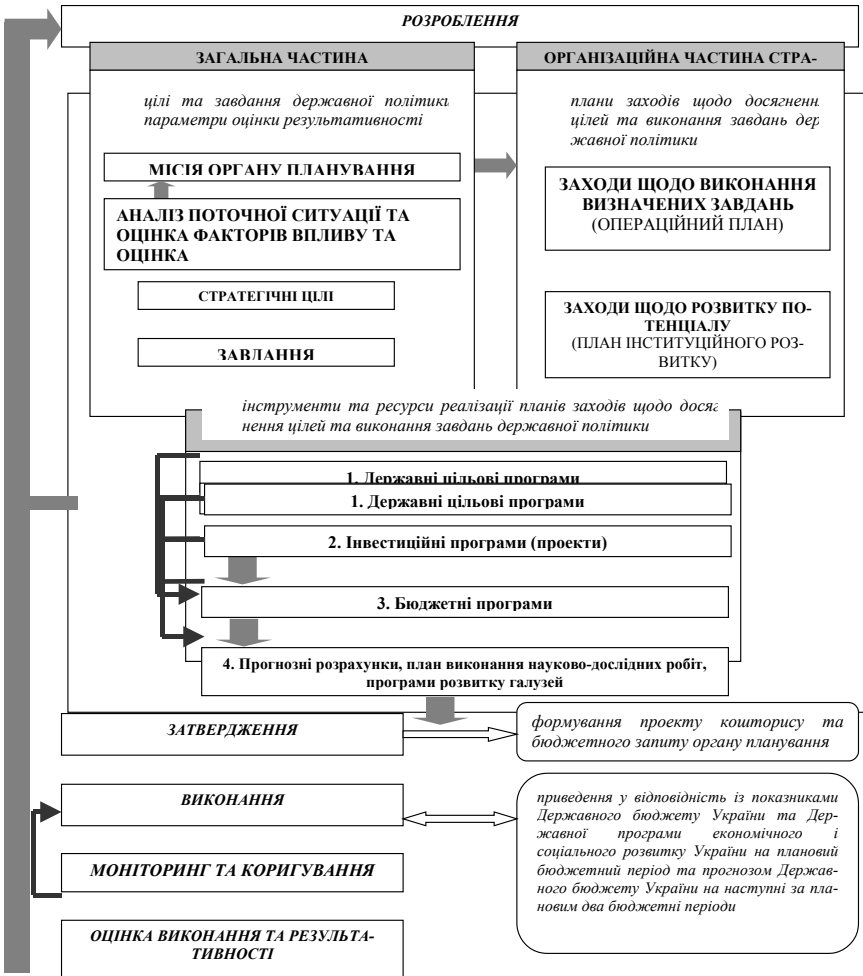 РОЗРОБЛЕННЯ
ЗАГАЛЬНА ЧАСТИНА
цілі та завдання державної політики
параметри оцінки результативності
МІСІЯ ОРГАНУ ПЛАНУВАННЯ
АНАЛІЗ ПОТОЧНОЇ СИТУАЦІЇ ТА
ОЦІНКА ФАКТОРІВ ВПЛИВУ ТА
ОЦІНКА
СТРАТЕГІЧНІ ЦІЛІ
ЗАВДАННЯ
ОРГАНІЗАЦІЙНА ЧАСТИНА СТРА-
плани заходів щодо досягнен
цілей та виконання завдань дер
жавної політики
ЗАХОДИ ЩОДО ВИКОНАННЯ
ВИЗНАЧЕНИХ ЗАВДАНЬ
(ОПЕРАЦІЙНИЙ ПЛАН)
ЗАХОДИ ЩОДО РОЗВИТКУ ПО-
ТЕНЦІАЛУ
(ПЛАН ІНСТИТУЦІЙНОГО РОЗ-
ВИТКУ)
інструменти та ресурси реалізації планів заходів щодо дося
нення цілей та виконання завдань державної політики
1. Державні цільові програми
1. Державні цільові програми
2. Інвестиційні програми (проекти)
3. Бюджетні програми
4. Прогнозні розрахунки, план виконання науково-дослідних робіт,
програми розвитку галузей
ЗАТВЕРДЖЕННЯ
формування проекту кошторису та
бюджетного запиту органу планування
ВИКОНАННЯ
приведення у відповідність із показниками
Державного бюджету України та Дер-
жавної програми економічного і
соціального розвитку України на плановий
бюджетний період та прогнозом Держав-
ного бюджету України на наступні за пла-
новим два бюджетні періоди
МОНІТОРИНГ ТА КОРИГУВАННЯ
ОЦІНКА ВИКОНАННЯ ТА РЕЗУЛЬТА-
ТИВНОСТІ